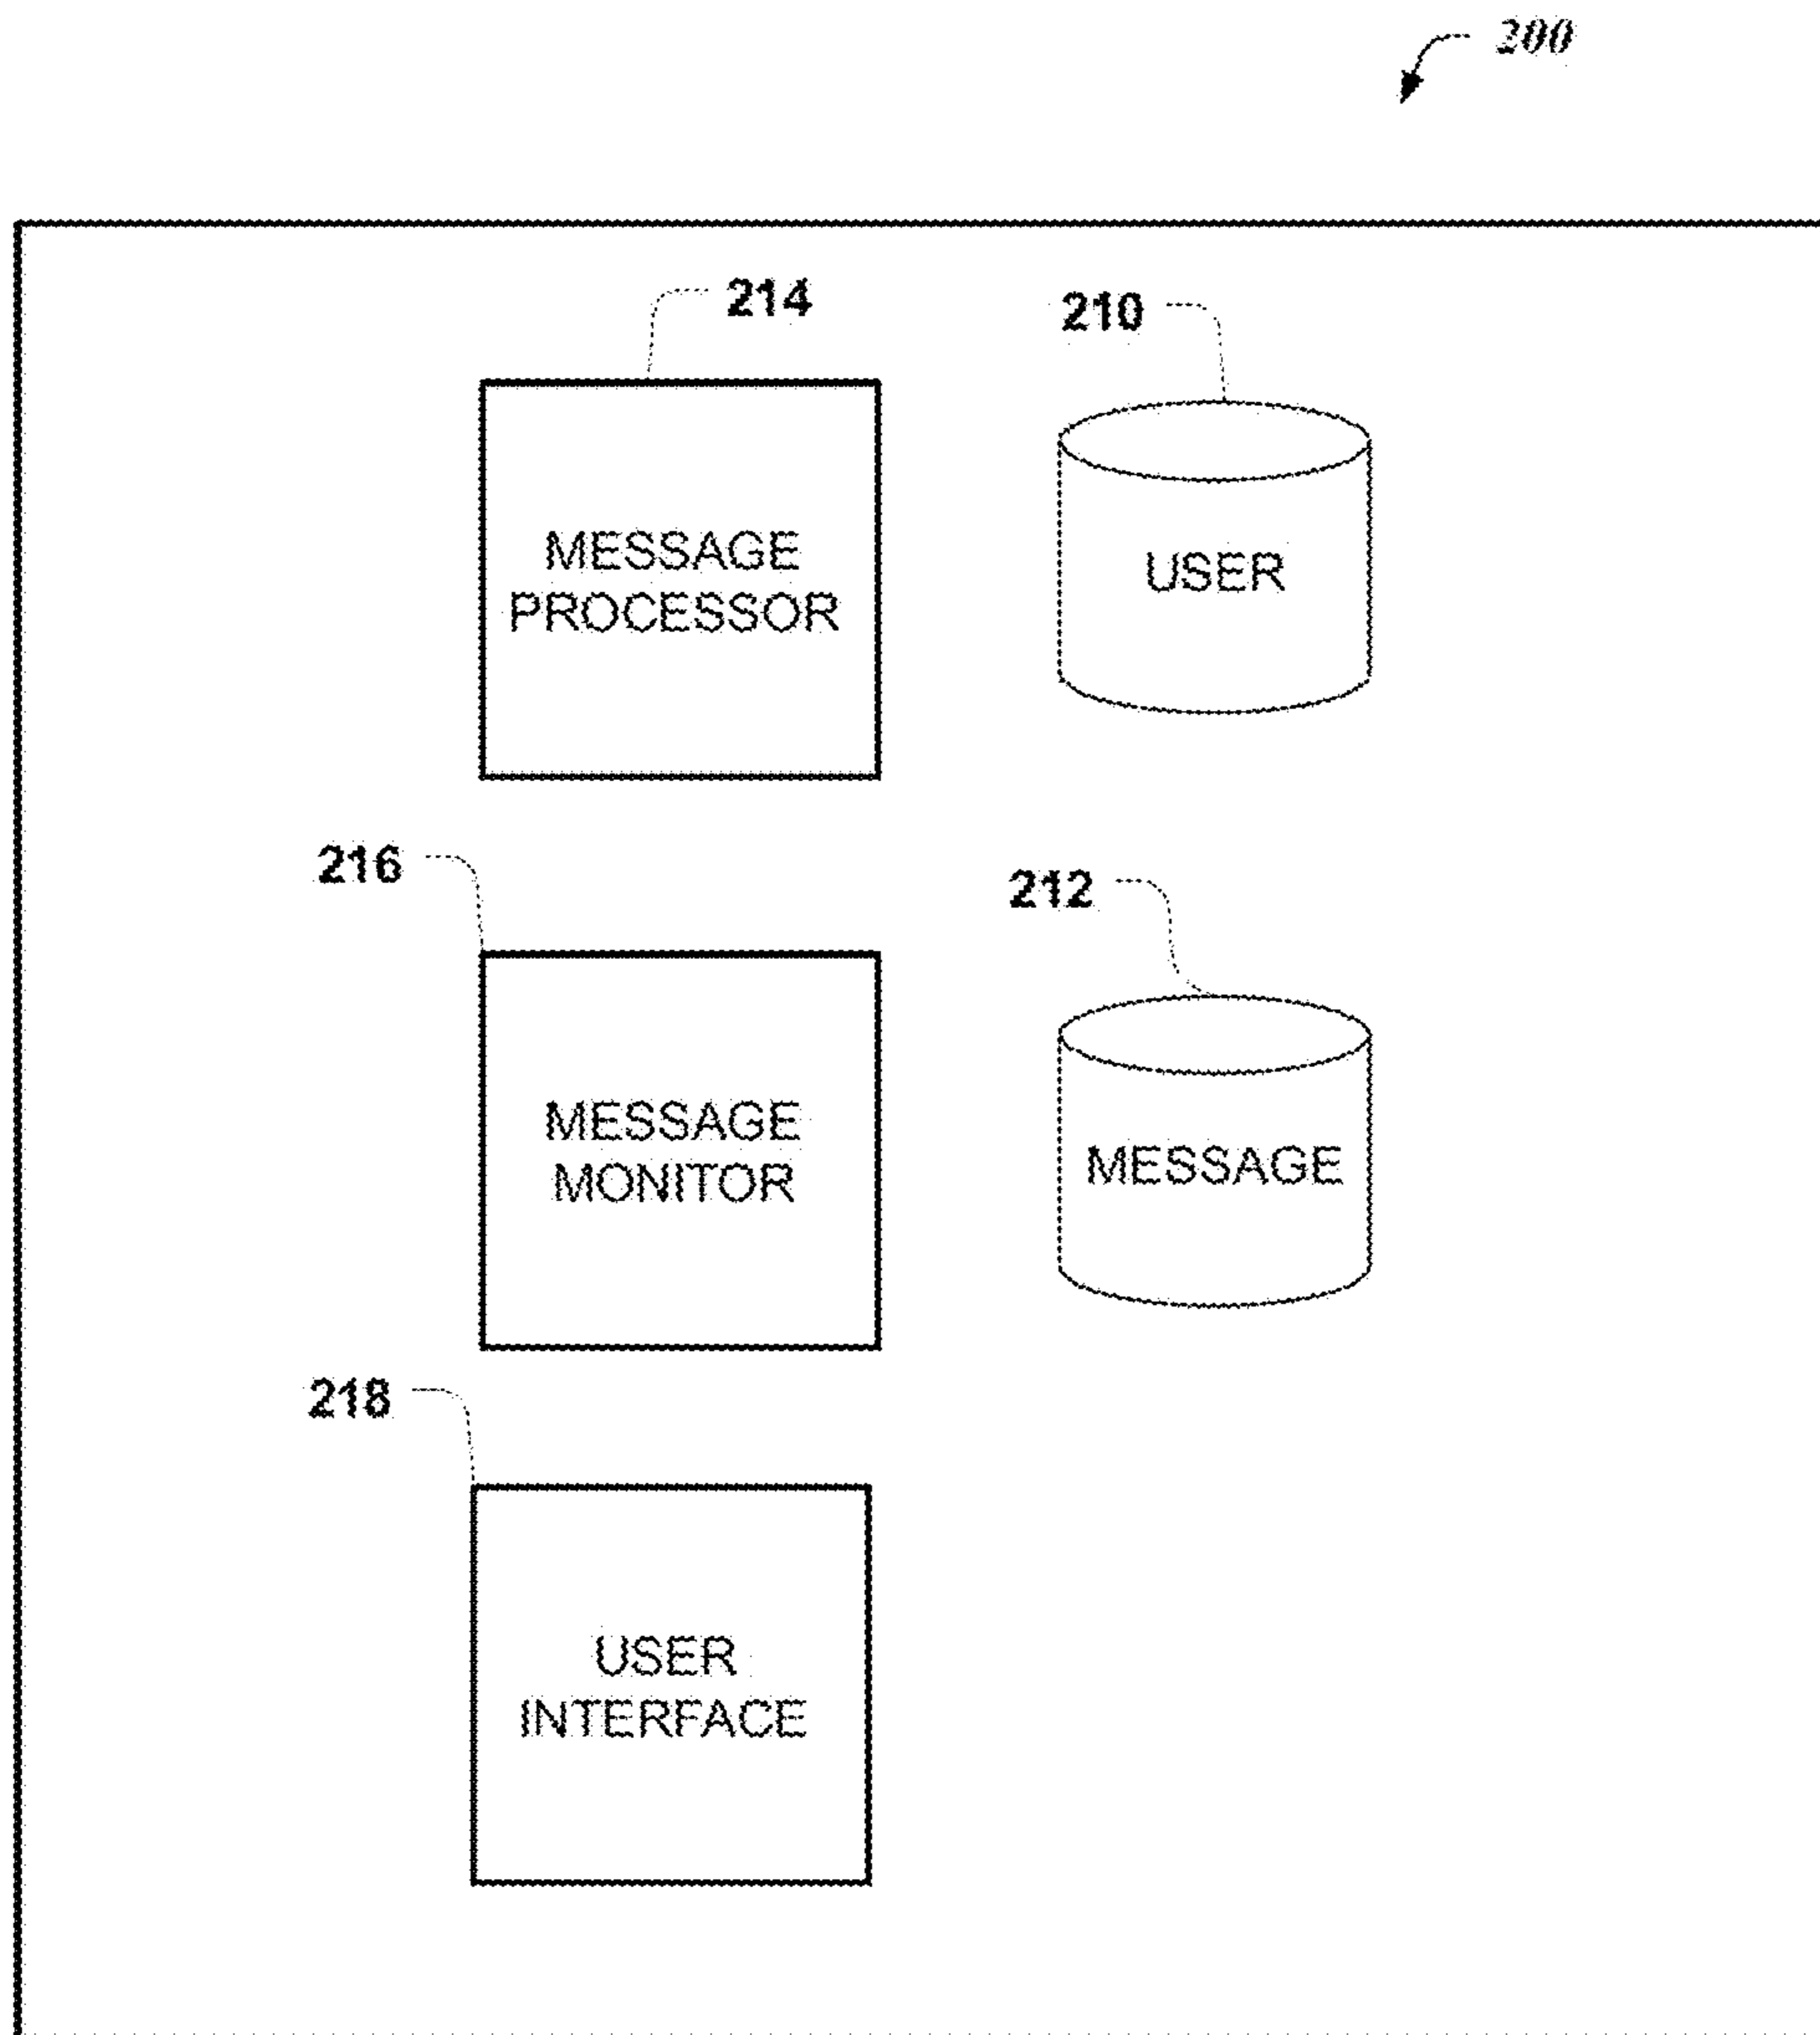 200
214
210
MESSAGE
PROCESSOR
USER
216
212
MESSAGE
MONITOR
MESSAGE
218
USER
INTERFACE